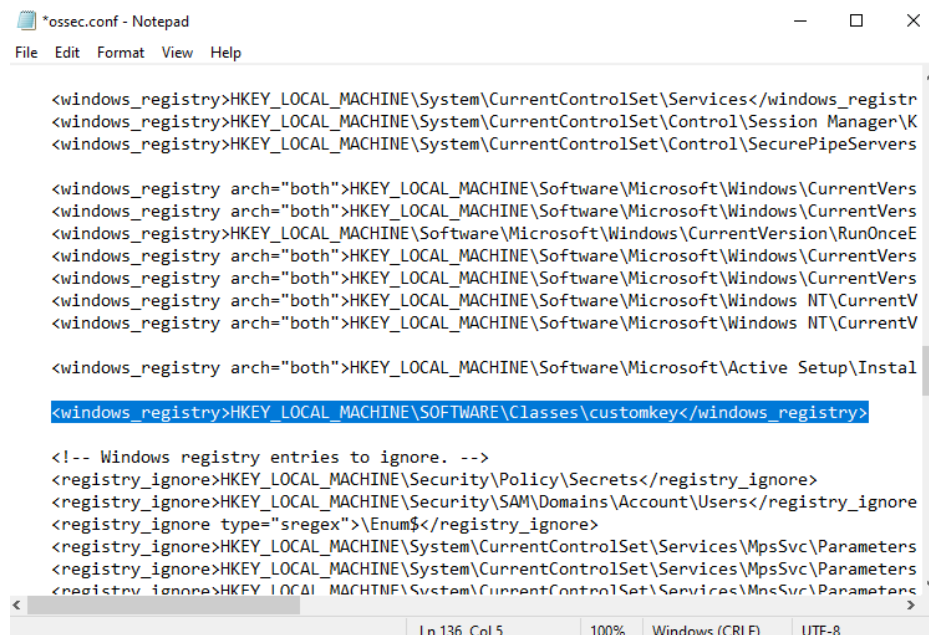 *ossec.conf - Notepad
File Edit Format View Help
<windows_registry>HKEY_LOCAL_MACHINE\System\CurrentControlSet\Services</windows_registr
<windows_registry>HKEY_LOCAL_MACHINE\System\CurrentControlSet\Control\Session Manager\K
<windows_registry>HKEY_LOCAL_MACHINE\System\CurrentControlSet\Control\SecurePipeServers
<windows_registry arch="both">HKEY_LOCAL_MACHINE\Software\Microsoft\Windows\CurrentVers
<windows_registry arch="both">HKEY_LOCAL_MACHINE\Software\Microsoft\Windows\CurrentVers
<windows_registry>HKEY_LOCAL_MACHINE\Software\Microsoft\Windows\CurrentVersion\RunOnceE
<windows_registry arch="both">HKEY_LOCAL_MACHINE\Software\Microsoft\Windows\CurrentVers
<windows_registry arch="both">HKEY_LOCAL_MACHINE\Software\Microsoft\Windows\CurrentVers
<windows_registry arch="both">HKEY_LOCAL_MACHINE\Software\Microsoft\Windows NT\CurrentV
<windows_registry arch="both">HKEY_LOCAL_MACHINE\Software\Microsoft\Windows NT\CurrentV
<windows_registry arch="both">HKEY_LOCAL_MACHINE\Software\Microsoft\Active Setup\Instal
<windows_registry>HKEY_LOCAL_MACHINE\SOFTWARE\Classes\customkey</windows_registry>
<!-- Windows registry entries to ignore. -->
<registry_ignore>HKEY_LOCAL_MACHINE\Security\Policy\Secrets</registry_ignore>
<registry_ignore>HKEY_LOCAL_MACHINE\Security\SAM\Domains\Account\Users</registry_ignore
<registry_ignore type="sregex">\Enum$</registry_ignore>
<registry_ignore>HKEY_LOCAL_MACHINE\System\CurrentControlSet\Services\MpsSvc\Parameters
<registry_ignore>HKEY_LOCAL_MACHINE\System\CurrentControlSet\Services\MpsSvc\Parameters
<registry_ignore>HKEY_LOCAL_MACHINE\System\CurrentControlSet\Services\MpsSvc\Parameters
Ln 136, Col 5 100% Windows (CRLF) UTF-8